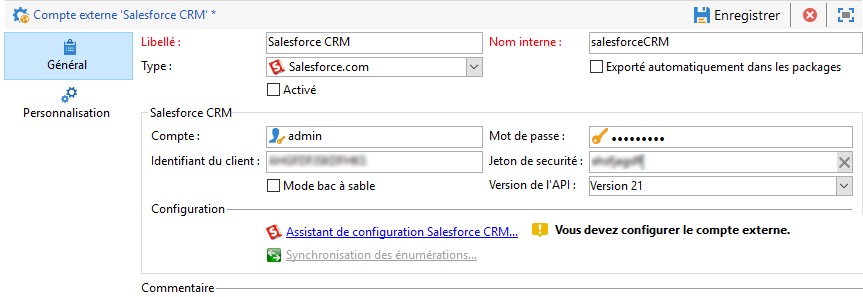 Compte externe 'Salesforce CRM' *
Enregistrer
Général
Personnalisation
Libellé :
Salesforce CRM
Nom interne :
salesforceCRM
Type :
Salesforce.com
Exporté automatiquement dans les packages
Activé
Salesforce CRM
Compte :
admin
Mot de passe :
•••••••••
Identifiant du client :
Jeton de securité :
Mode bac à sable
Version de l'API :
Version 21
Configuration
Assistant de configuration Salesforce CRM...
Vous devez configurer le compte externe.
Synchronisation des énumérations...
Commentaire